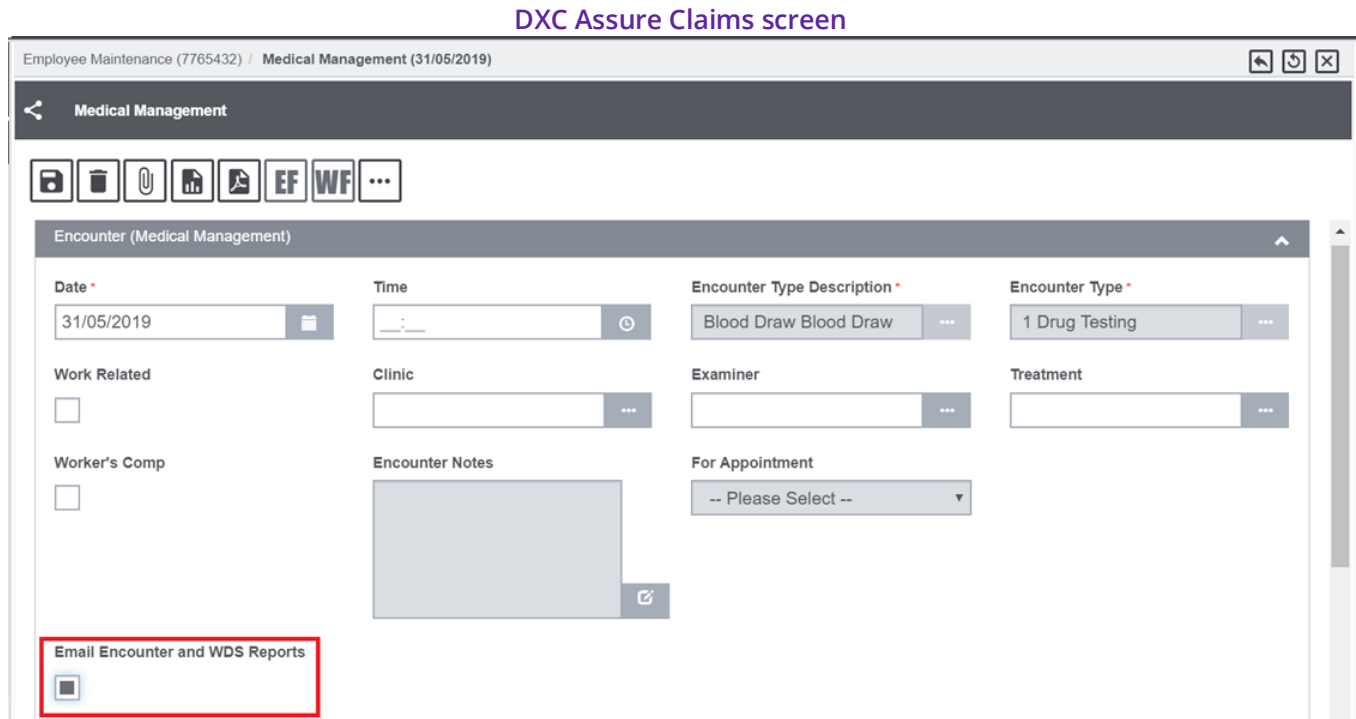 DXC Assure Claims screen
Employee Maintenance (7765432) / Medical Management (31/05/2019)
Medical Management
EF WF
Encounter (Medical Management)
Date * Time Encounter Type Description * Encounter Type *
31/05/2019 __:__ Blood Draw Blood Draw 1 Drug Testing
Work Related Clinic Examiner Treatment
Worker's Comp Encounter Notes For Appointment
-- Please Select --
Email Encounter and WDS Reports